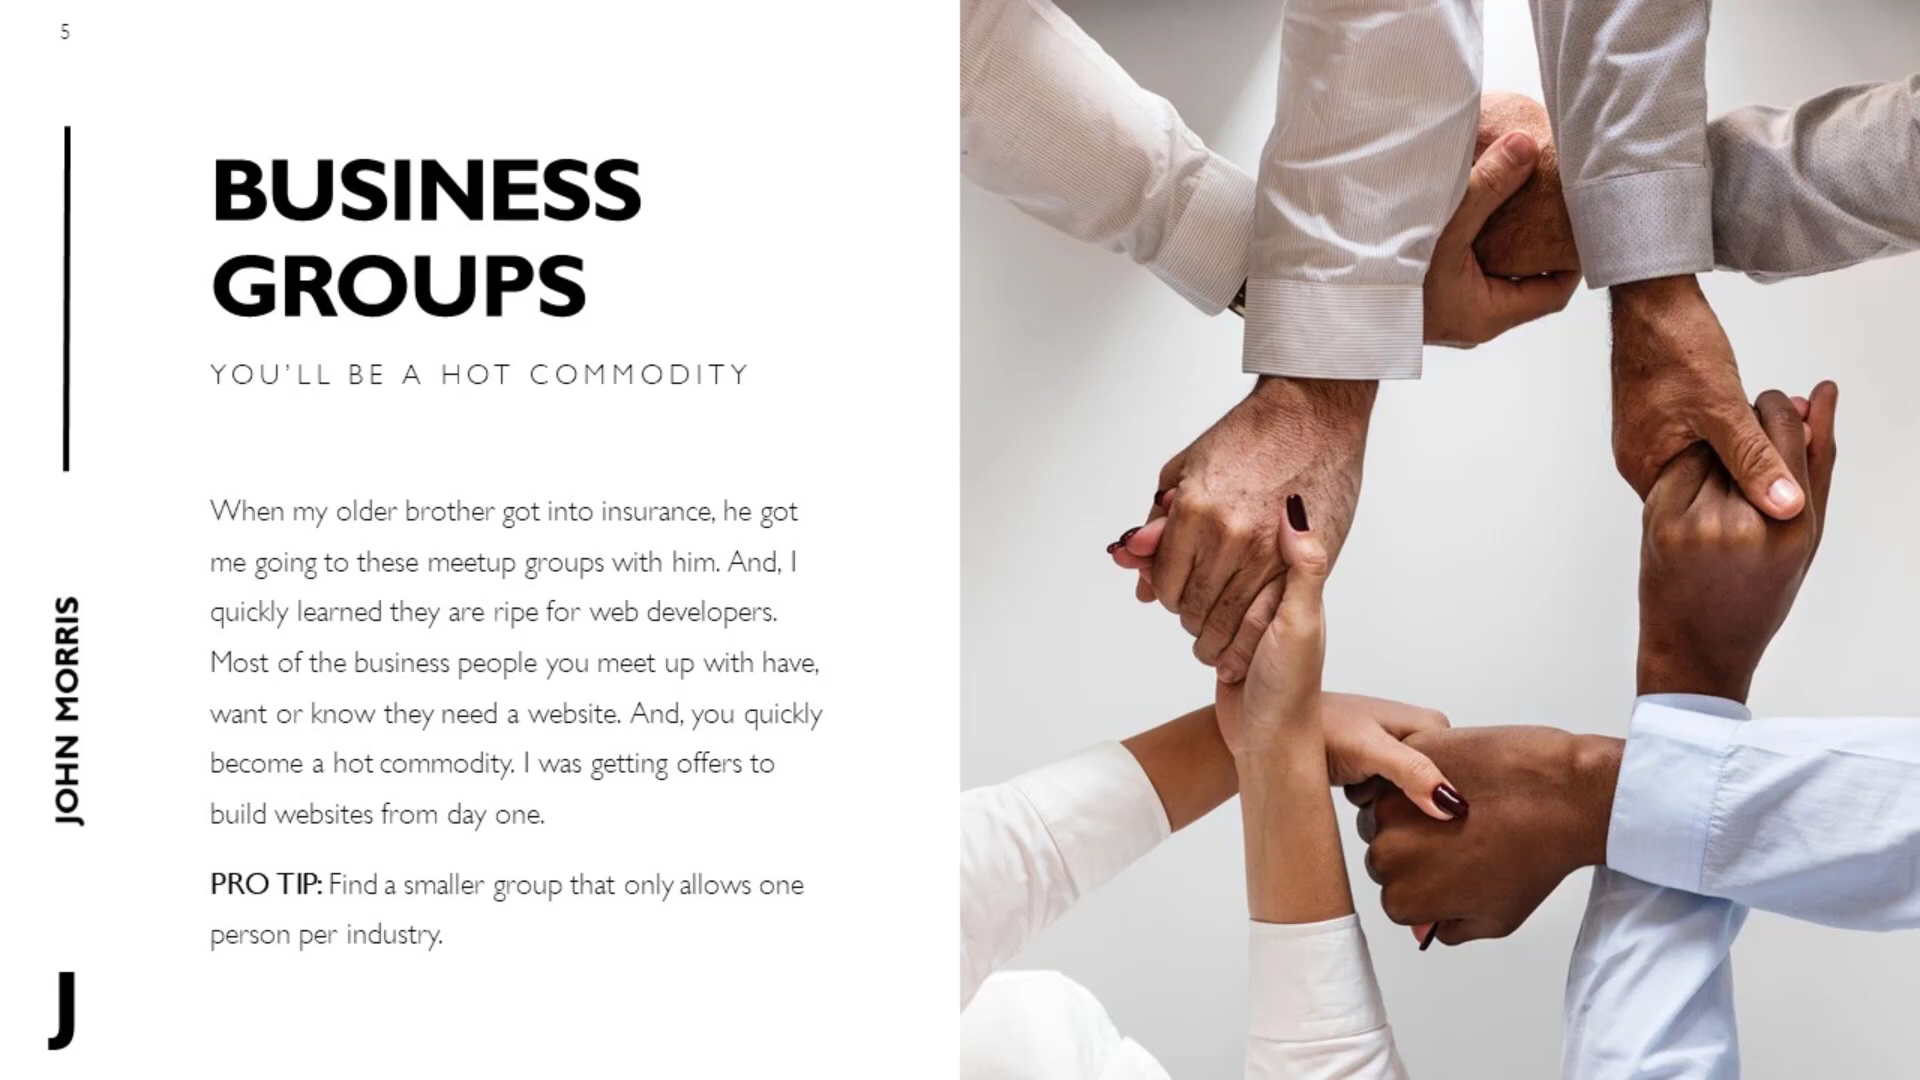 5
BUSINESS
GROUPS
YOU'LL BE A HOT COMMODITY
When my older brother got into insurance, he got
me going to these meetup groups with him. And, I
quickly learned they are ripe for web developers.
Most of the business people you meet up with have,
want or know they need a website. And, you quickly
become a hot commodity. I was getting offers to
build websites from day one.
PRO TIP: Find a smaller group that only allows one
person per industry.
JOHN MORRIS
J